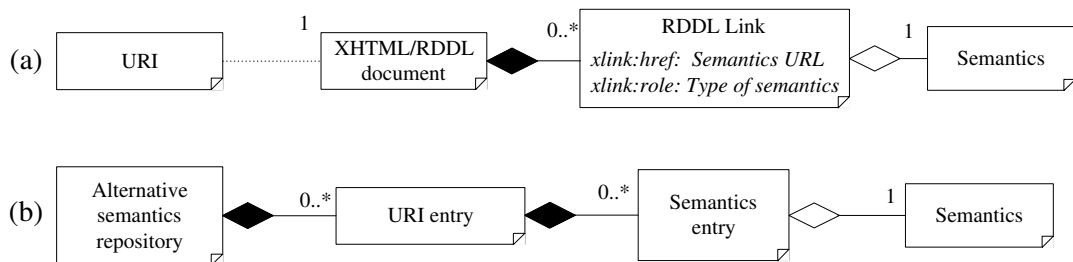 (a)
URI
1
XHTML/RDDL
document
0..*
RDDL Link
xlink:href: Semantics URL
xlink:role: Type of semantics
1
Semantics
(b)
Alternative
semantics
repository
0..*
URI entry
0..*
Semantics
entry
1
Semantics